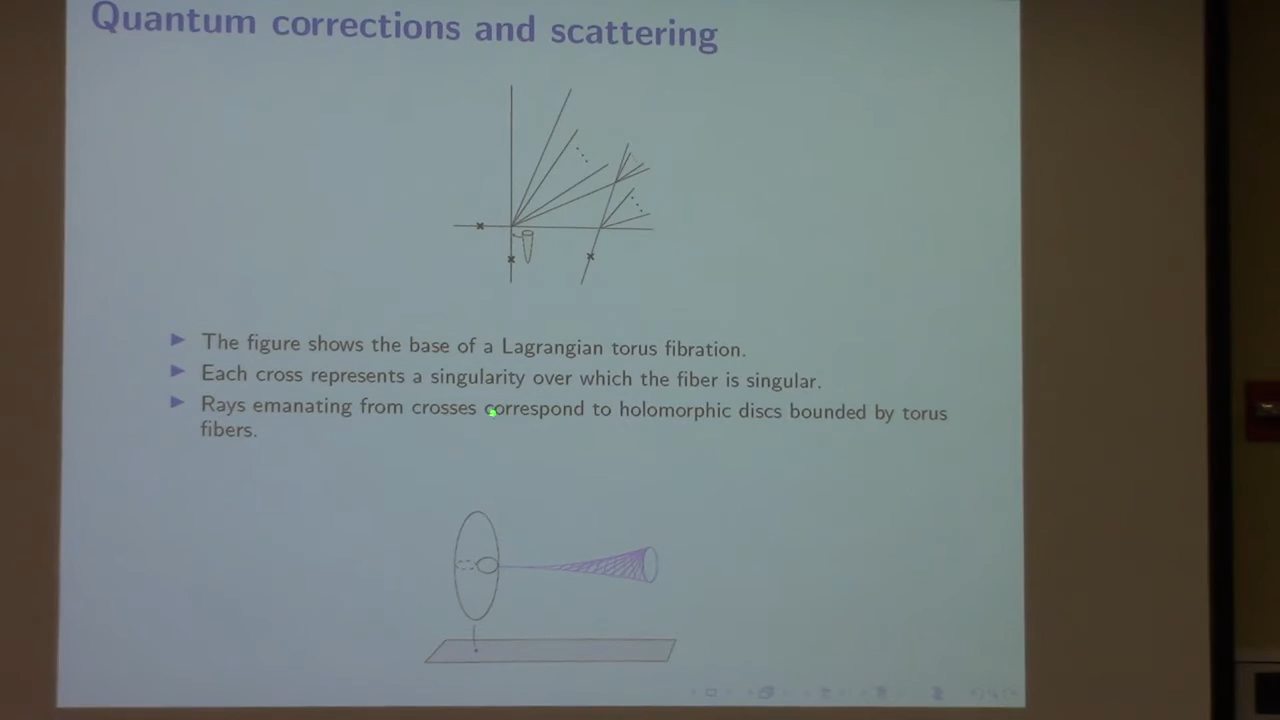 Quantum corrections and scattering
The figure shows the base of a Lagrangian torus fibration.
Each cross represents a singularity over which the fiber is singular.
Rays emanating from crosses correspond to holomorphic discs bounded by torus
fibers.